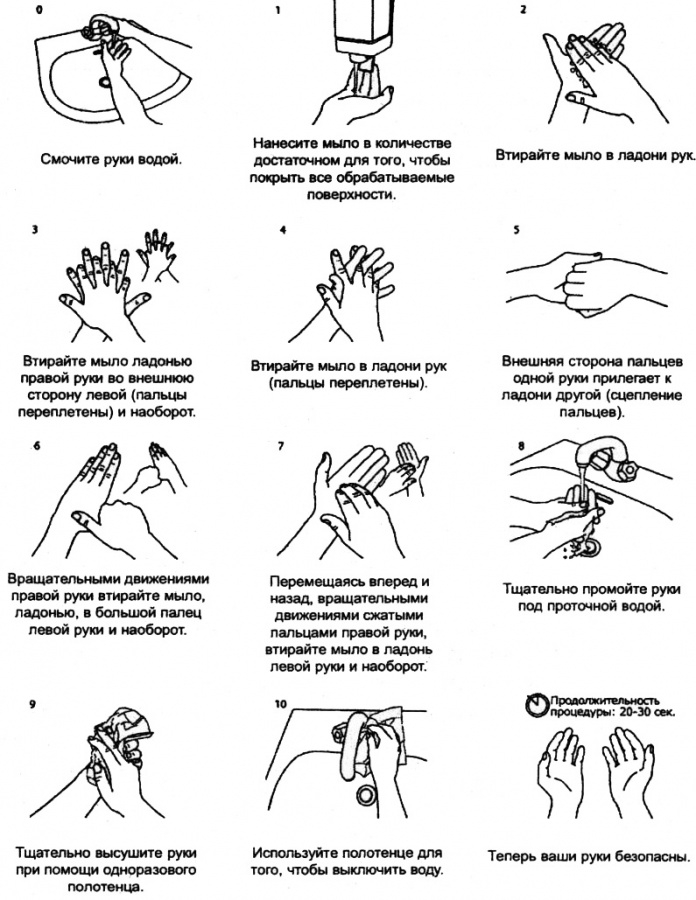 0
Смочите руки водой.
1
Нанесите мыло в количестве
достаточном для того, чтобы
покрыть все обрабатываемые
поверхности.
2
Втирайте мыло в ладони рук.
3
Втирайте мыло ладонью
правой руки во внешнюю
сторону левой (пальцы
переплетены) и наоборот.
4
Втирайте мыло в ладони рук
(пальцы переплетены).
5
Внешняя сторона пальцев
одной руки прилегает к
ладони другой (сцепление
пальцев).
6
Вращательными движениями
правой руки втирайте мыло,
ладонью, в большой палец
левой руки и наоборот.
7
Перемещаясь вперед и
назад, вращательными
движениями сжатыми
пальцами правой руки,
втирайте мыло в ладонь
левой руки и наоборот.
8
Тщательно промойте руки
под проточной водой.
9
Тщательно высушите руки
при помощи одноразового
полотенца.
10
Используйте полотенце для
того, чтобы выключить воду.
Продолжительность
процедуры: 20-30 сек.
Теперь ваши руки безопасны.